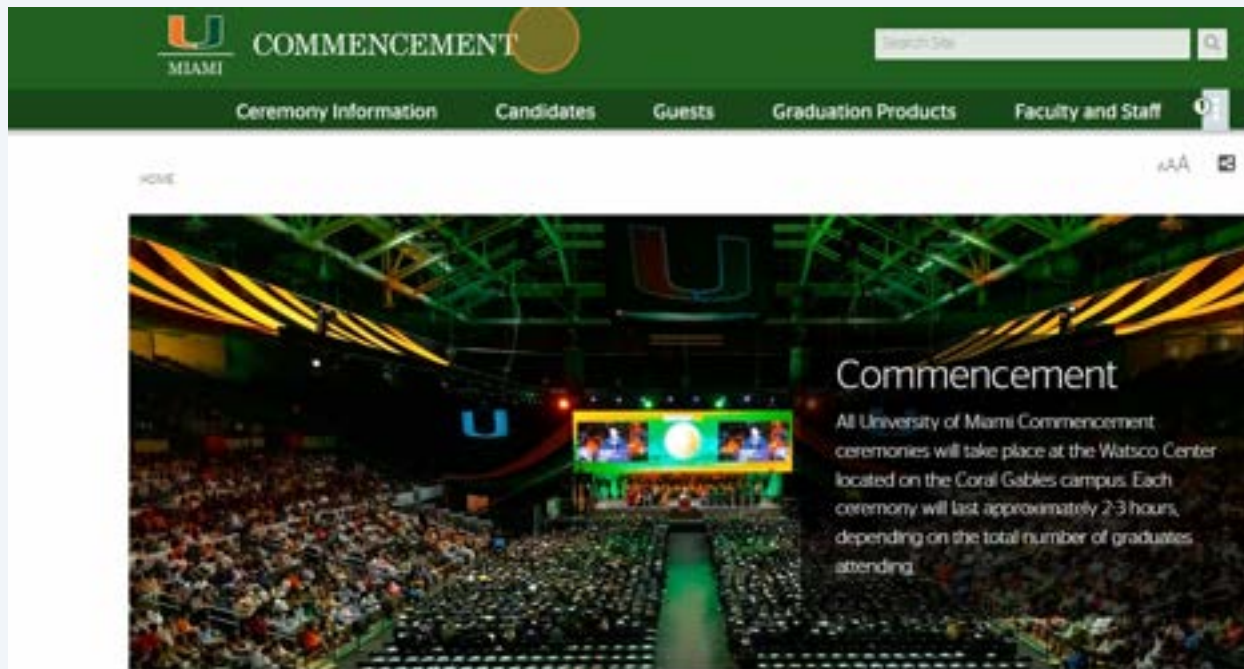 U
MIAMI
COMMENCEMENT
Search Site
Ceremony Information
Candidates
Guests
Graduation Products
Faculty and Staff
AAA
HOME
U
U
Commencement
All University of Miami Commencement
ceremonies will take place at the Watsco Center
located on the Coral Gables campus. Each
ceremony will last approximately 2-3 hours,
depending on the total number of graduates
attending.